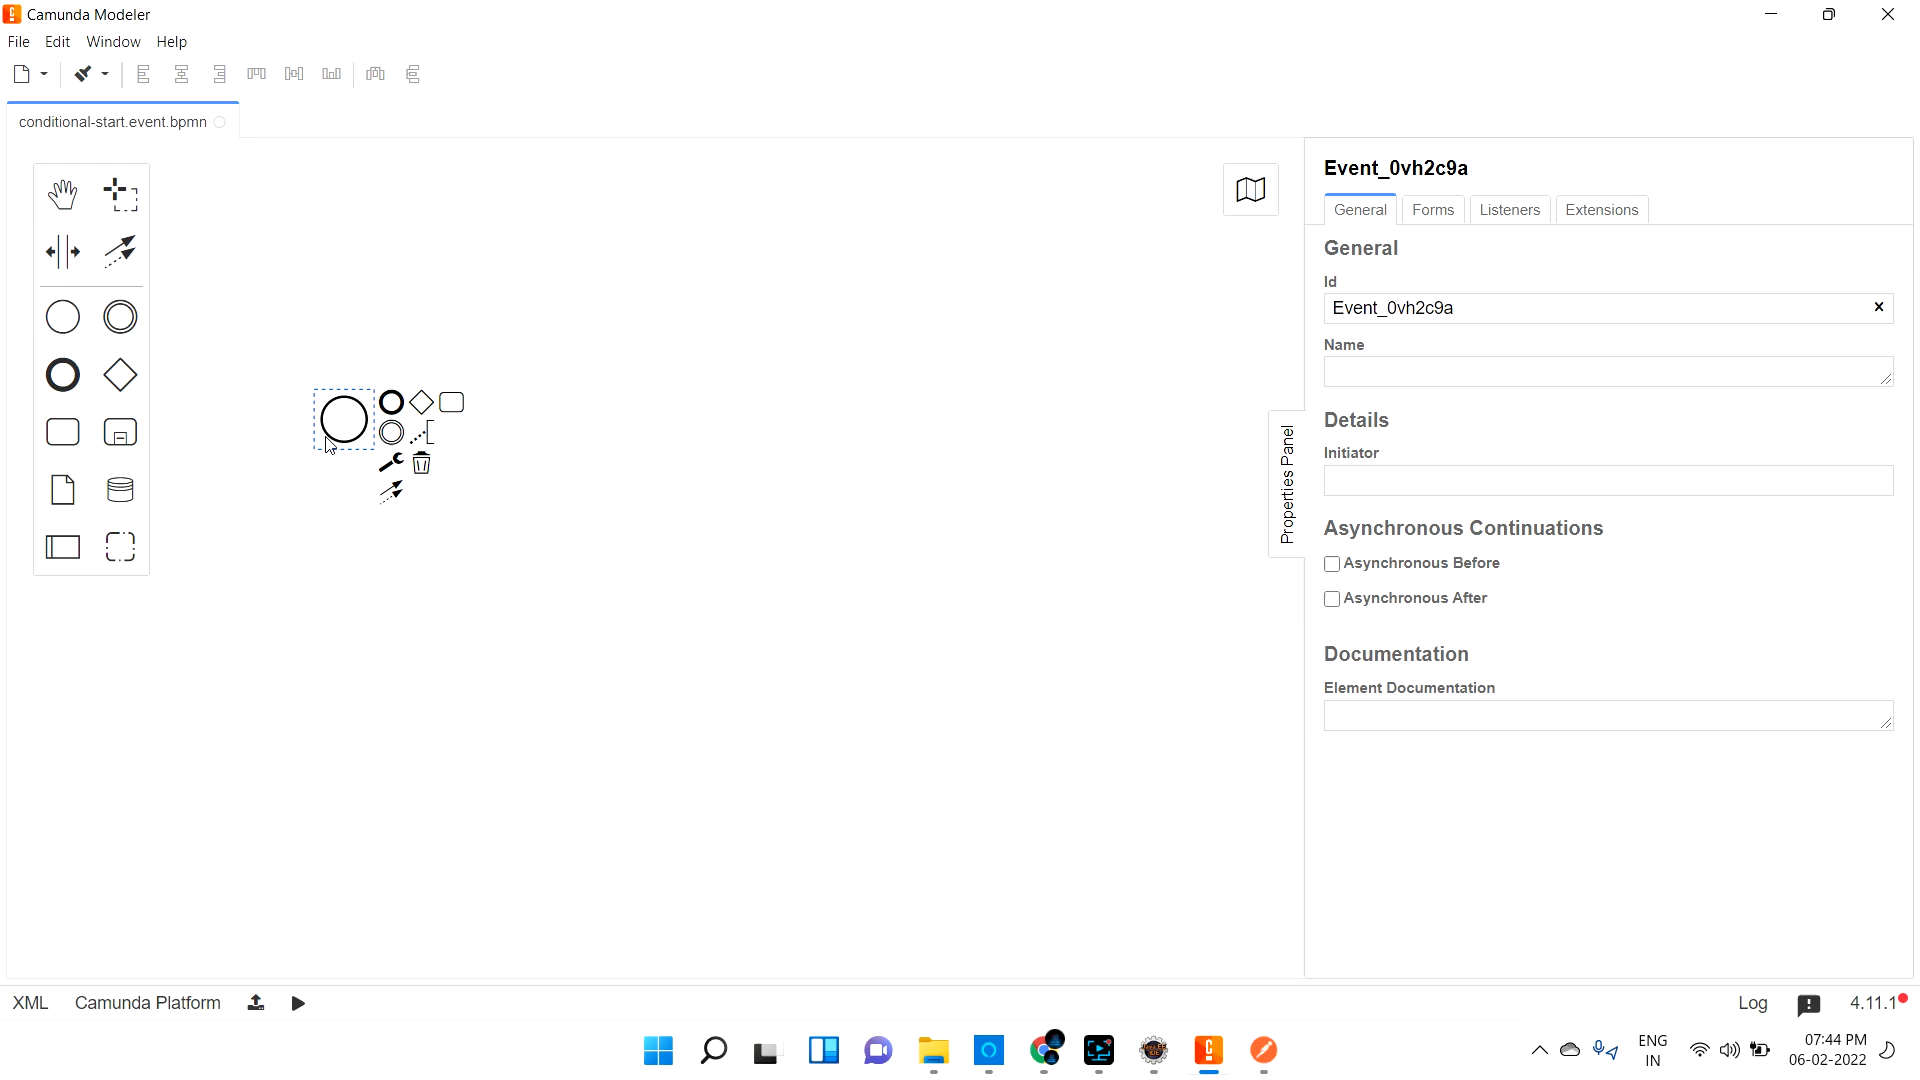 Camunda Modeler
File Edit Window Help
conditional-start.event.bpmn
Event_0vh2c9a
General Forms Listeners Extensions
General
Id
Event_0vh2c9a
Name
Details
Initiator
Properties Panel
Asynchronous Continuations
Asynchronous Before
Asynchronous After
Documentation
Element Documentation
XML Camunda Platform Log 4.11.1
ENG
IN
07:44 PM
06-02-2022